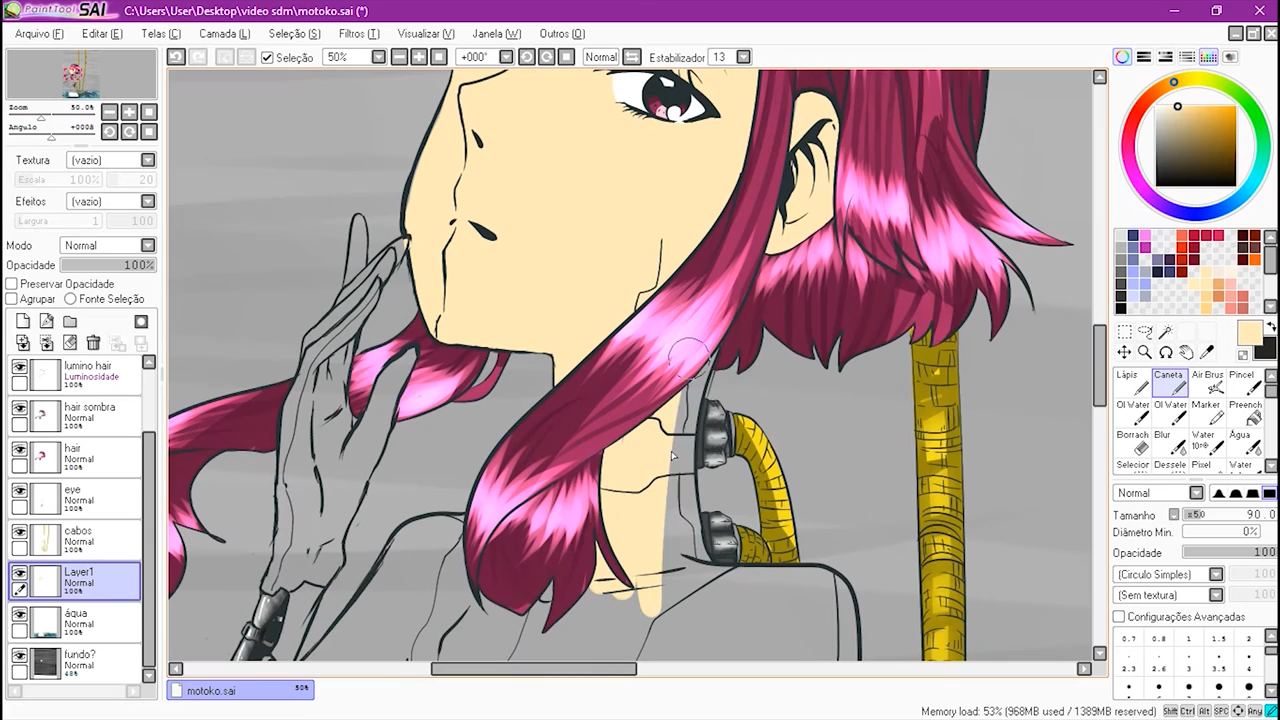 PaintTool SAI C:\Users\User\Desktop\video sdm\motoko.sai (*)
Arquivo (F) Editar (E) Telas (C) Camada (L) Seleção (S) Filtros (T) Visualizar (V) Janela (W) Outros (O)
Seleção 50% +000° Normal Estabilizador 13
Zoom 50.0%
Angulo +000°
Textura (vazio)
Escala 100% 20
Efeitos (vazio)
Largura 1 100
Modo Normal
Opacidade 100%
Preservar Opacidade
Agrupar Fonte Seleção
lumino hair
Luminosidade
100%
hair sombra
Normal
100%
hair
Normal
100%
eye
Normal
100%
cabos
Normal
100%
Layer1
Normal
100%
água
Normal
100%
fundo?
Normal
48%
Lápis Caneta Air Brus Pincel
Ol Water Ol Water Marker Preench
Borrach Blur Water Água
Selecior Dessele Pixel Water
Normal
Tamanho x5.0 90.0
Diâmetro Min. 0%
Opacidade 100
(Circulo Simples) 100
(Sem textura) 100
Configurações Avançadas
0.7 0.8 1 1.5 2
2.3 2.6 3 3.5 4
motoko.sai 50%
Memory load: 53% (968MB used / 1389MB reserved) Shift Ctrl Alt SPC Any